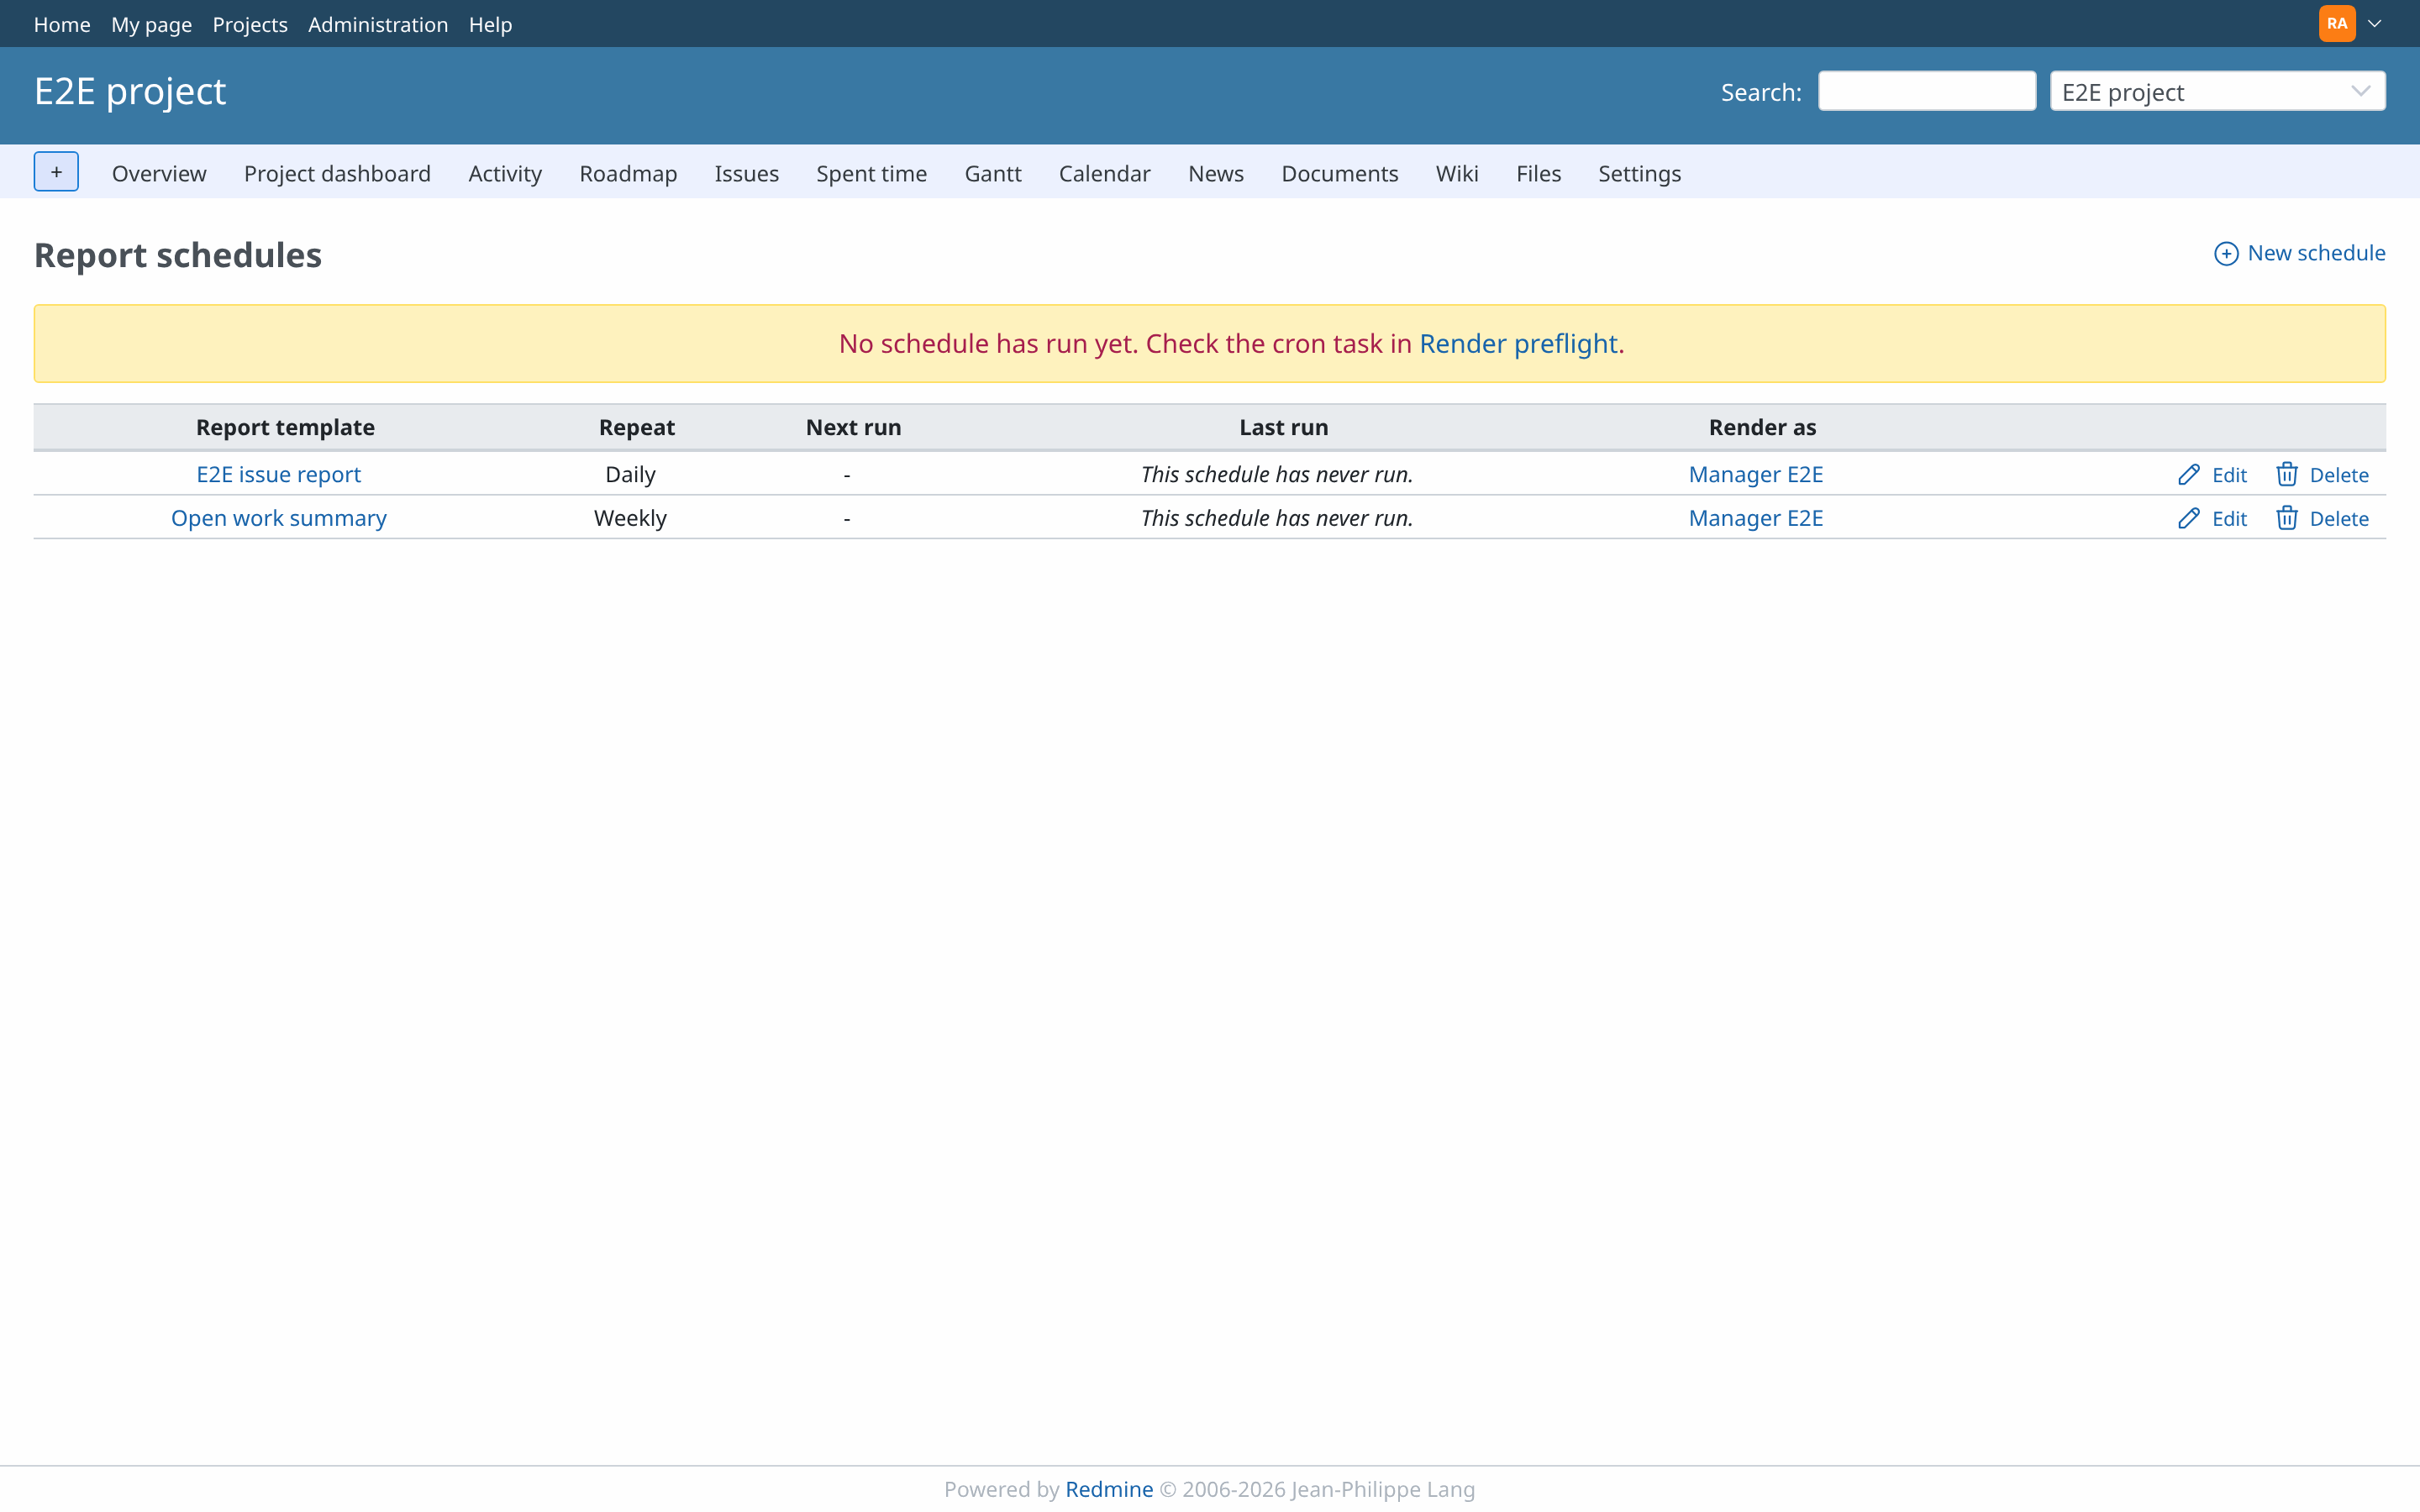 Home My page Projects Administration Help RA
E2E project Search: E2E project
+ Overview Project dashboard Activity Roadmap Issues Spent time Gantt Calendar News Documents Wiki Files Settings
Report schedules New schedule
No schedule has run yet. Check the cron task in Render preflight.
Report template Repeat Next run Last run Render as
E2E issue report Daily - This schedule has never run. Manager E2E Edit Delete
Open work summary Weekly - This schedule has never run. Manager E2E Edit Delete
Powered by Redmine © 2006-2026 Jean-Philippe Lang